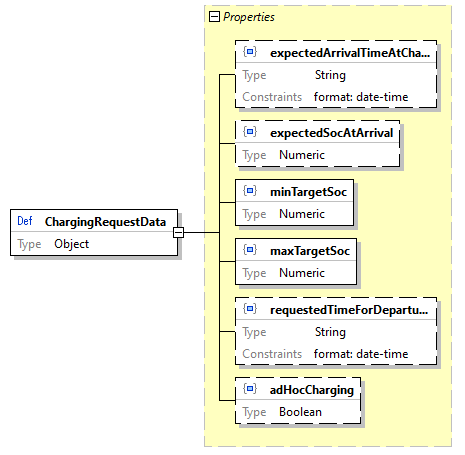 Properties
expectedArrivalTimeAtCha...
Type String
Constraints format: date-time
expectedSocAtArrival
Type Numeric
minTargetSoc
Type Numeric
Def ChargingRequestData
Type Object
maxTargetSoc
Type Numeric
requestedTimeForDepartu...
Type String
Constraints format: date-time
adHocCharging
Type Boolean